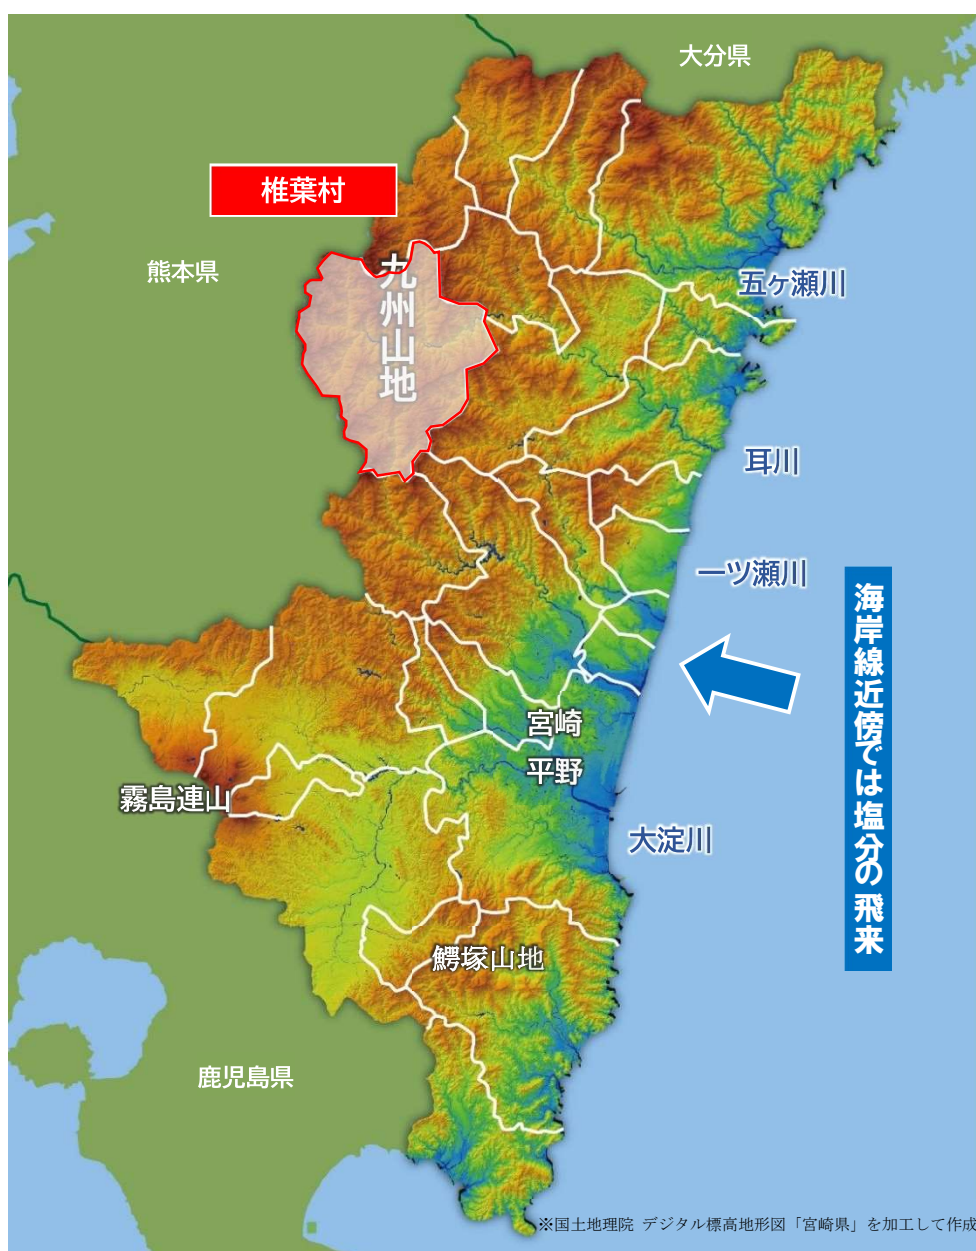 大分県
椎葉村
熊本県
九州山地
五ヶ瀬川
耳川
一ツ瀬川
海岸線近傍では塩分の飛来
宮崎
平野
霧島連山
大淀川
鰐塚山地
鹿児島県
※国土地理院 デジタル標高地形図「宮崎県」を加工して作成